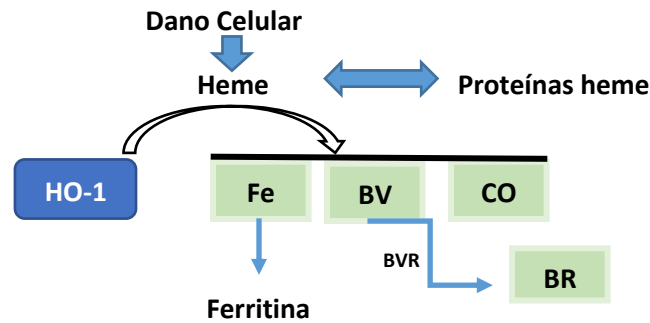 Dano Celular
Heme
Proteínas heme
HO-1
Fe
BV
CO
BVR
BR
Ferritina